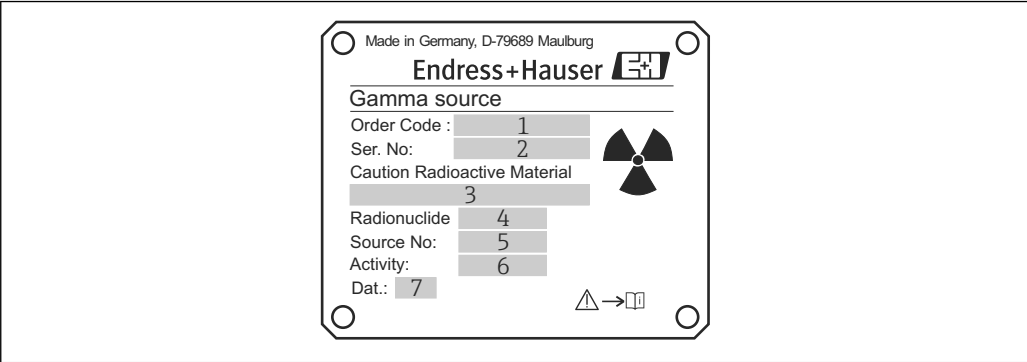 Made in Germany, D-79689 Maulburg
Endress+Hauser
Gamma source
Order Code : 1
Ser. No: 2
Caution Radioactive Material
3
Radionuclide 4
Source No: 5
Activity: 6
Dat.: 7